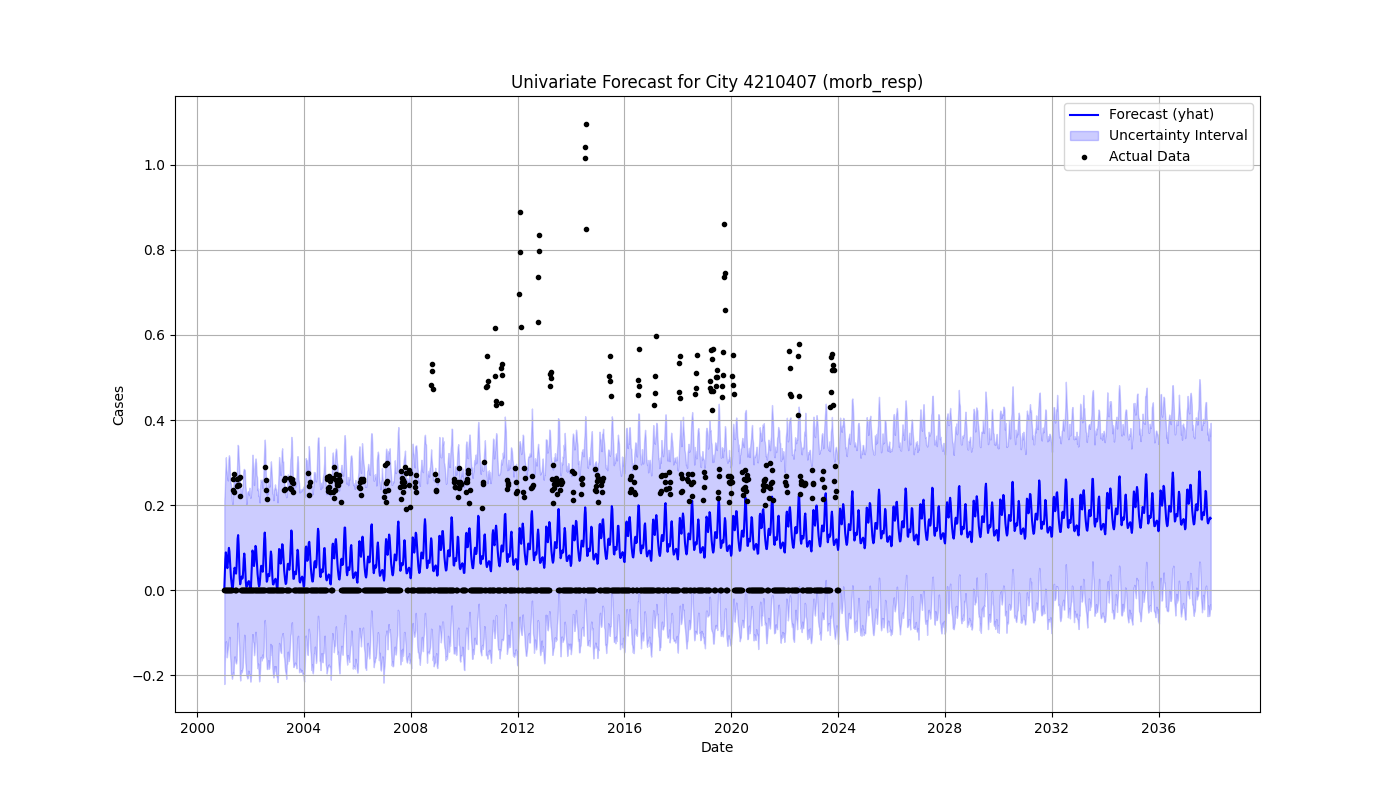 Univariate Forecast for City 4210407 (morb_resp)
Forecast (yhat)
Uncertainty Interval
Actual Data
Cases
1.0
0.8
0.6
0.4
0.2
0.0
−0.2
2000 2004 2008 2012 2016 2020 2024 2028 2032 2036
Date